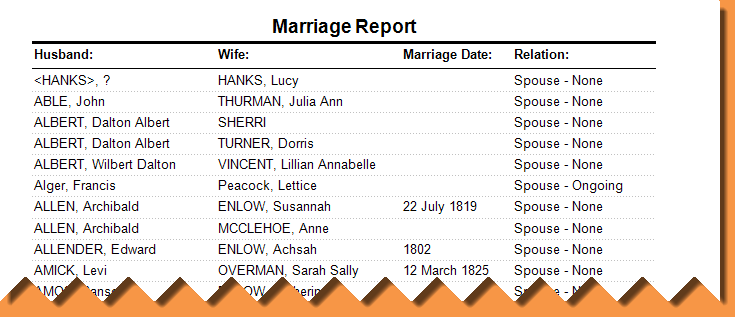 Marriage Report
Husband: Wife: Marriage Date: Relation:
<HANKS>, ? HANKS, Lucy Spouse - None
ABLE, John THURMAN, Julia Ann Spouse - None
ALBERT, Dalton Albert SHERRI Spouse - None
ALBERT, Dalton Albert TURNER, Dorris Spouse - None
ALBERT, Wilbert Dalton VINCENT, Lillian Annabelle Spouse - None
Alger, Francis Peacock, Lettice Spouse - Ongoing
ALLEN, Archibald ENLOW, Susannah 22 July 1819 Spouse - None
ALLEN, Archibald MCCLEHOE, Anne Spouse - None
ALLENDER, Edward ENLOW, Achsah 1802 Spouse - None
AMICK, Levi OVERMAN, Sarah Sally 12 March 1825 Spouse - None